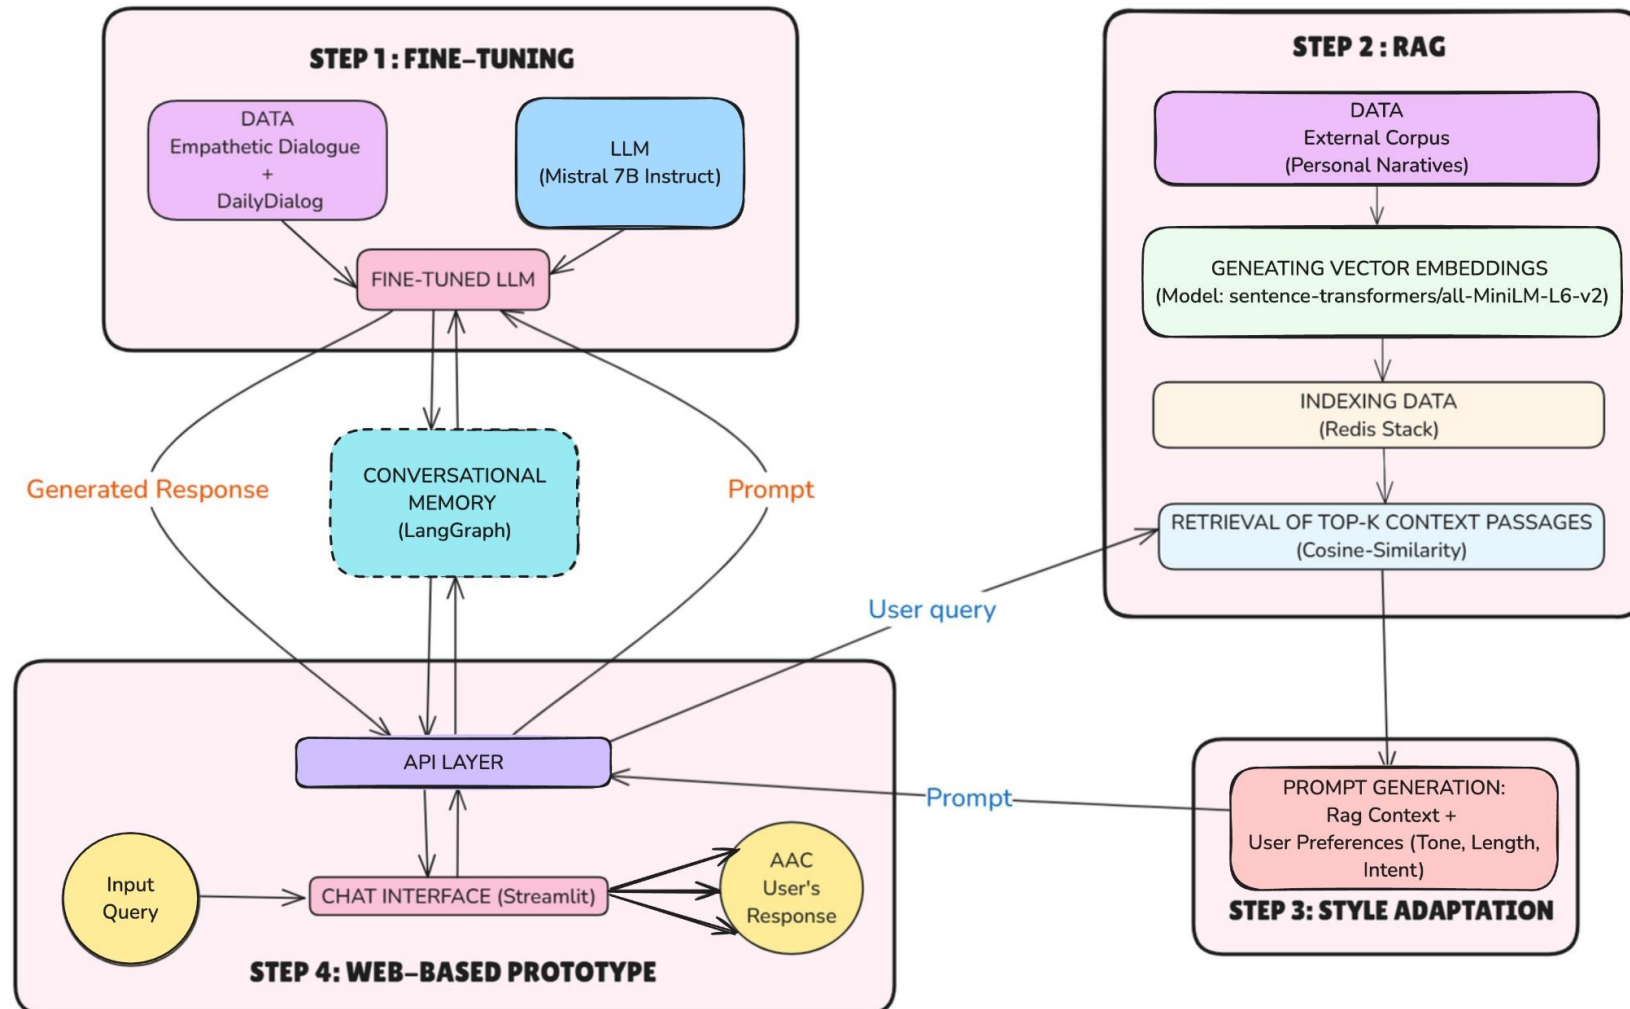 STEP 1: FINE-TUNING
DATA
Empathetic Dialogue
+
DailyDialog
LLM
(Mistral 7B Instruct)
FINE-TUNED LLM
STEP 2 : RAG
DATA
External Corpus
(Personal Naratives)
GENEATING VECTOR EMBEDDINGS
(Model: sentence-transformers/all-MiniLM-L6-v2)
INDEXING DATA
(Redis Stack)
RETRIEVAL OF TOP-K CONTEXT PASSAGES
(Cosine-Similarity)
Generated Response
CONVERSATIONAL
MEMORY
(LangGraph)
Prompt
User query
Prompt
PROMPT GENERATION:
Rag Context +
User Preferences (Tone, Length,
Intent)
STEP 3: STYLE ADAPTATION
API LAYER
Input
Query
CHAT INTERFACE (Streamlit)
AAC
User's
Response
STEP 4: WEB-BASED PROTOTYPE